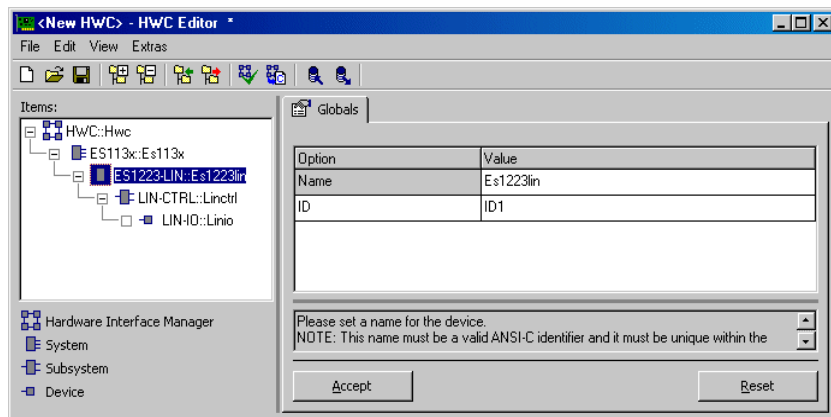 <New HWC> - HWC Editor *
File Edit View Extras
Items:
Globals
HWC::Hwc
ES113x::Es113x
ES1223-LIN::Es1223lin
LIN-CTRL::Linctrl
LIN-IO::Linio
Option Value
Name Es1223lin
ID ID1
Hardware Interface Manager
System
Subsystem
Device
Please set a name for the device.
NOTE: This name must be a valid ANSI-C identifier and it must be unique within the
Accept Reset